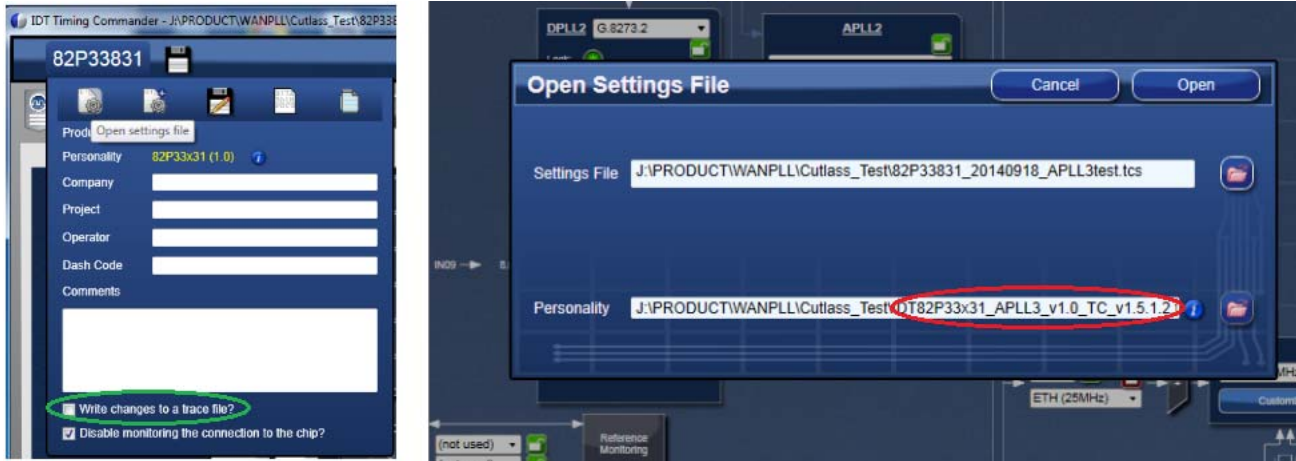 IDT Timing Commander - J:\PRODUCT\WANPLL\Cutlass_Test\82P338
82P33831
Open settings file
Personality 82P33x31 (1.0)
Company
Project
Operator
Dash Code
Comments
Write changes to a trace file?
Disable monitoring the connection to the chip?
DPLL2 G.8273.2
APLL2
Open Settings File Cancel Open
Settings File J:\PRODUCT\WANPLL\Cutlass_Test\82P33831_20140918_APLL3test.tcs
IN09
Personality J:\PRODUCT\WANPLL\Cutlass_Test\IDT82P33x31_APLL3_v1.0_TC_v1.5.1.2
ETH (25MHz)
(not used)
Reference
Monitoring